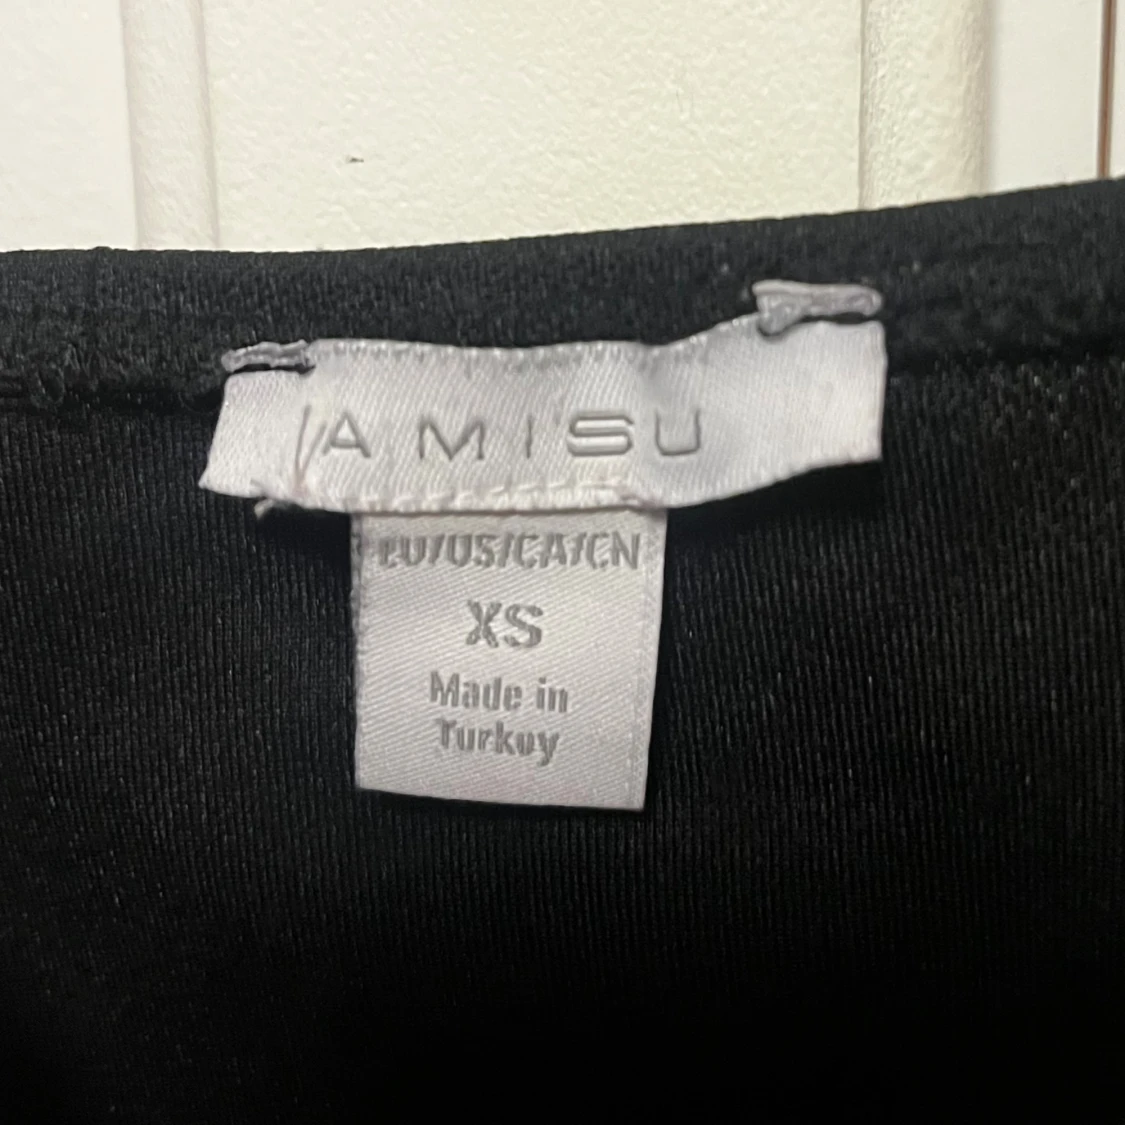 AMISU
EU/US/CA/CN
XS
Made in
Turkey